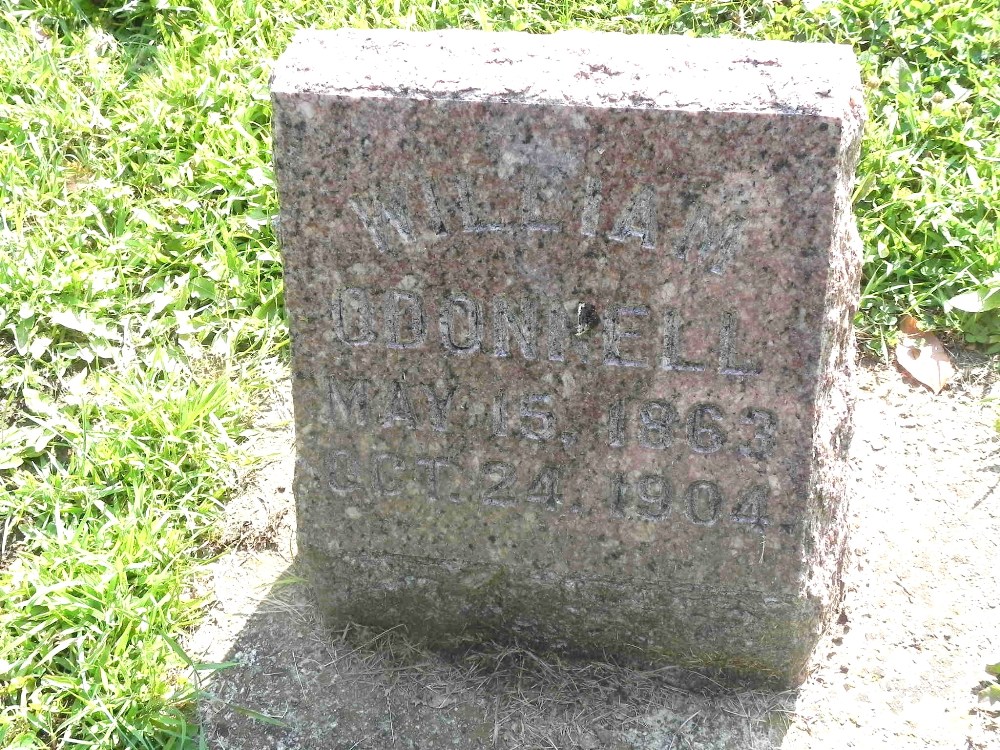 WILLIAM
ODONNELL
MAY 15, 1863
OCT. 24, 1904.